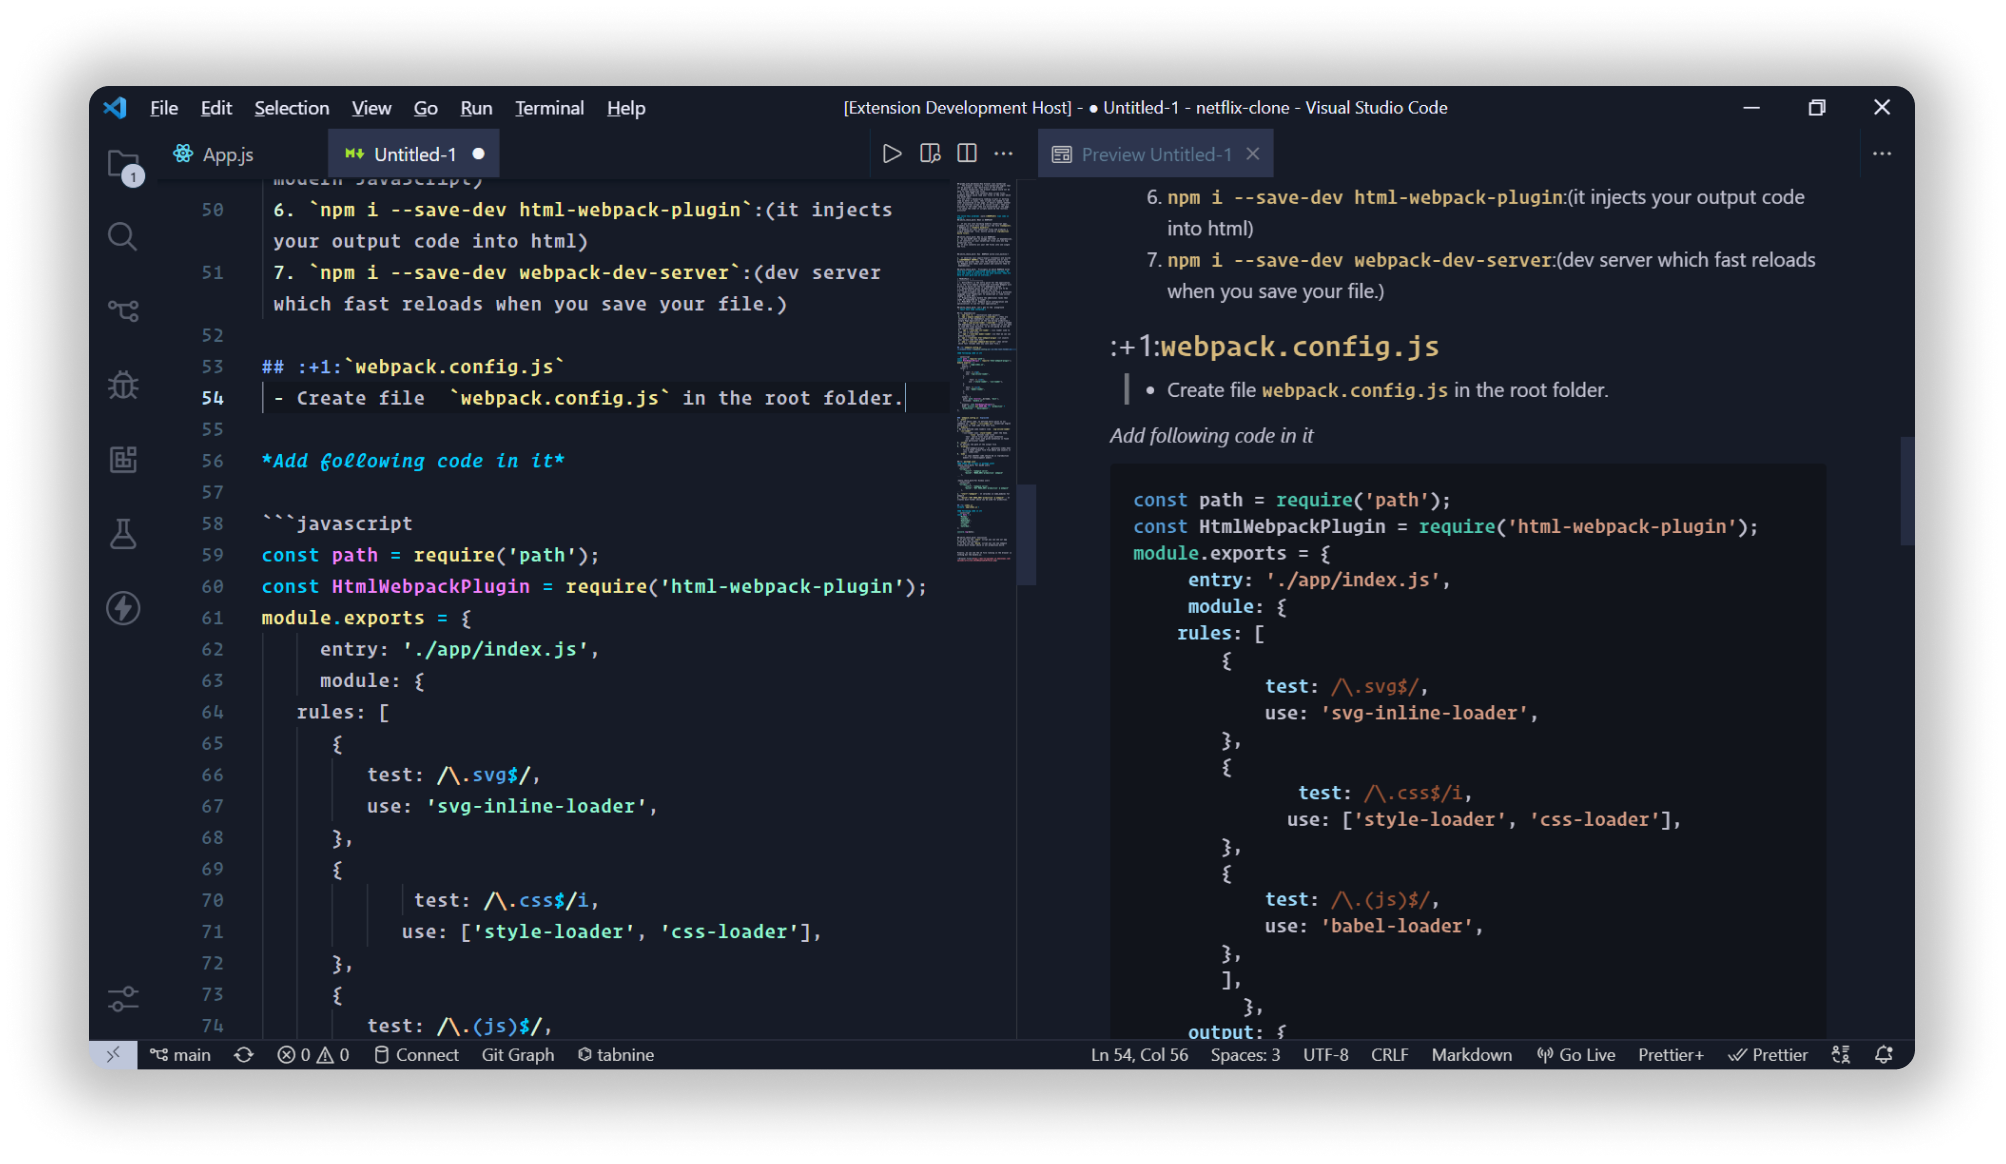 File Edit Selection View Go Run Terminal Help
[Extension Development Host] - ● Untitled-1 - netflix-clone - Visual Studio Code
App.js
Untitled-1 ●
Preview Untitled-1
1
modern JavaScript)
50 6. `npm i --save-dev html-webpack-plugin`:(it injects
your output code into html)
51 7. `npm i --save-dev webpack-dev-server`:(dev server
which fast reloads when you save your file.)
52
53 ## :+1:`webpack.config.js`
54 - Create file  `webpack.config.js` in the root folder.
55
56 *Add following code in it*
57
58 ```javascript
59 const path = require('path');
60 const HtmlWebpackPlugin = require('html-webpack-plugin');
61 module.exports = {
62 entry: './app/index.js',
63 module: {
64 rules: [
65 {
66 test: /\.svg$/,
67 use: 'svg-inline-loader',
68 },
69 {
70 test: /\.css$/i,
71 use: ['style-loader', 'css-loader'],
72 },
73 {
74 test: /\.(js)$/,
6. npm i --save-dev html-webpack-plugin:(it injects your output code
into html)
7. npm i --save-dev webpack-dev-server:(dev server which fast reloads
when you save your file.)
:+1:webpack.config.js
• Create file webpack.config.js in the root folder.
Add following code in it
const path = require('path');
const HtmlWebpackPlugin = require('html-webpack-plugin');
module.exports = {
entry: './app/index.js',
module: {
rules: [
{
test: /\.svg$/,
use: 'svg-inline-loader',
},
{
test: /\.css$/i,
use: ['style-loader', 'css-loader'],
},
{
test: /\.(js)$/,
use: 'babel-loader',
},
],
},
output: {
main 0 0 Connect Git Graph tabnine
Ln 54, Col 56 Spaces: 3 UTF-8 CRLF Markdown Go Live Prettier+ Prettier